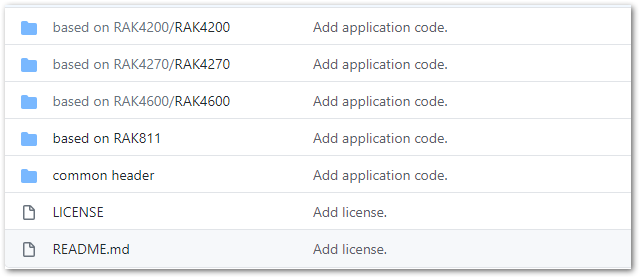 based on RAK4200/RAK4200 Add application code.
based on RAK4270/RAK4270 Add application code.
based on RAK4600/RAK4600 Add application code.
based on RAK811 Add application code.
common header Add application code.
LICENSE Add license.
README.md Add license.